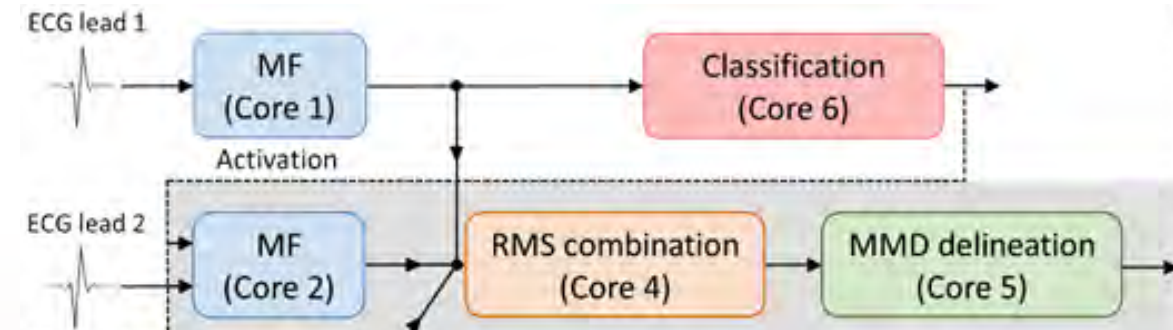 ECG lead 1
MF
(Core 1)
Classification
(Core 6)
Activation
ECG lead 2
MF
(Core 2)
RMS combination
(Core 4)
MMD delineation
(Core 5)